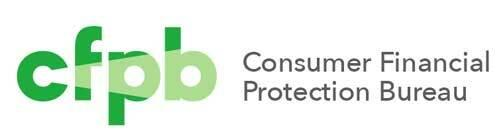 cfpb
Consumer Financial
Protection Bureau